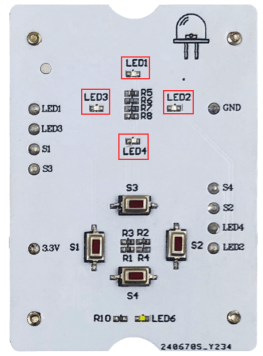 LED1
LED3
LED2
R5
R6
R7
R8
LED1
GND
LED3
LED4
S1
S3
S3
S4
S2
LED4
S1
R3 R2
S2
3.3V
LED2
R1 R4
S4
R10
LED6
240670S_Y234